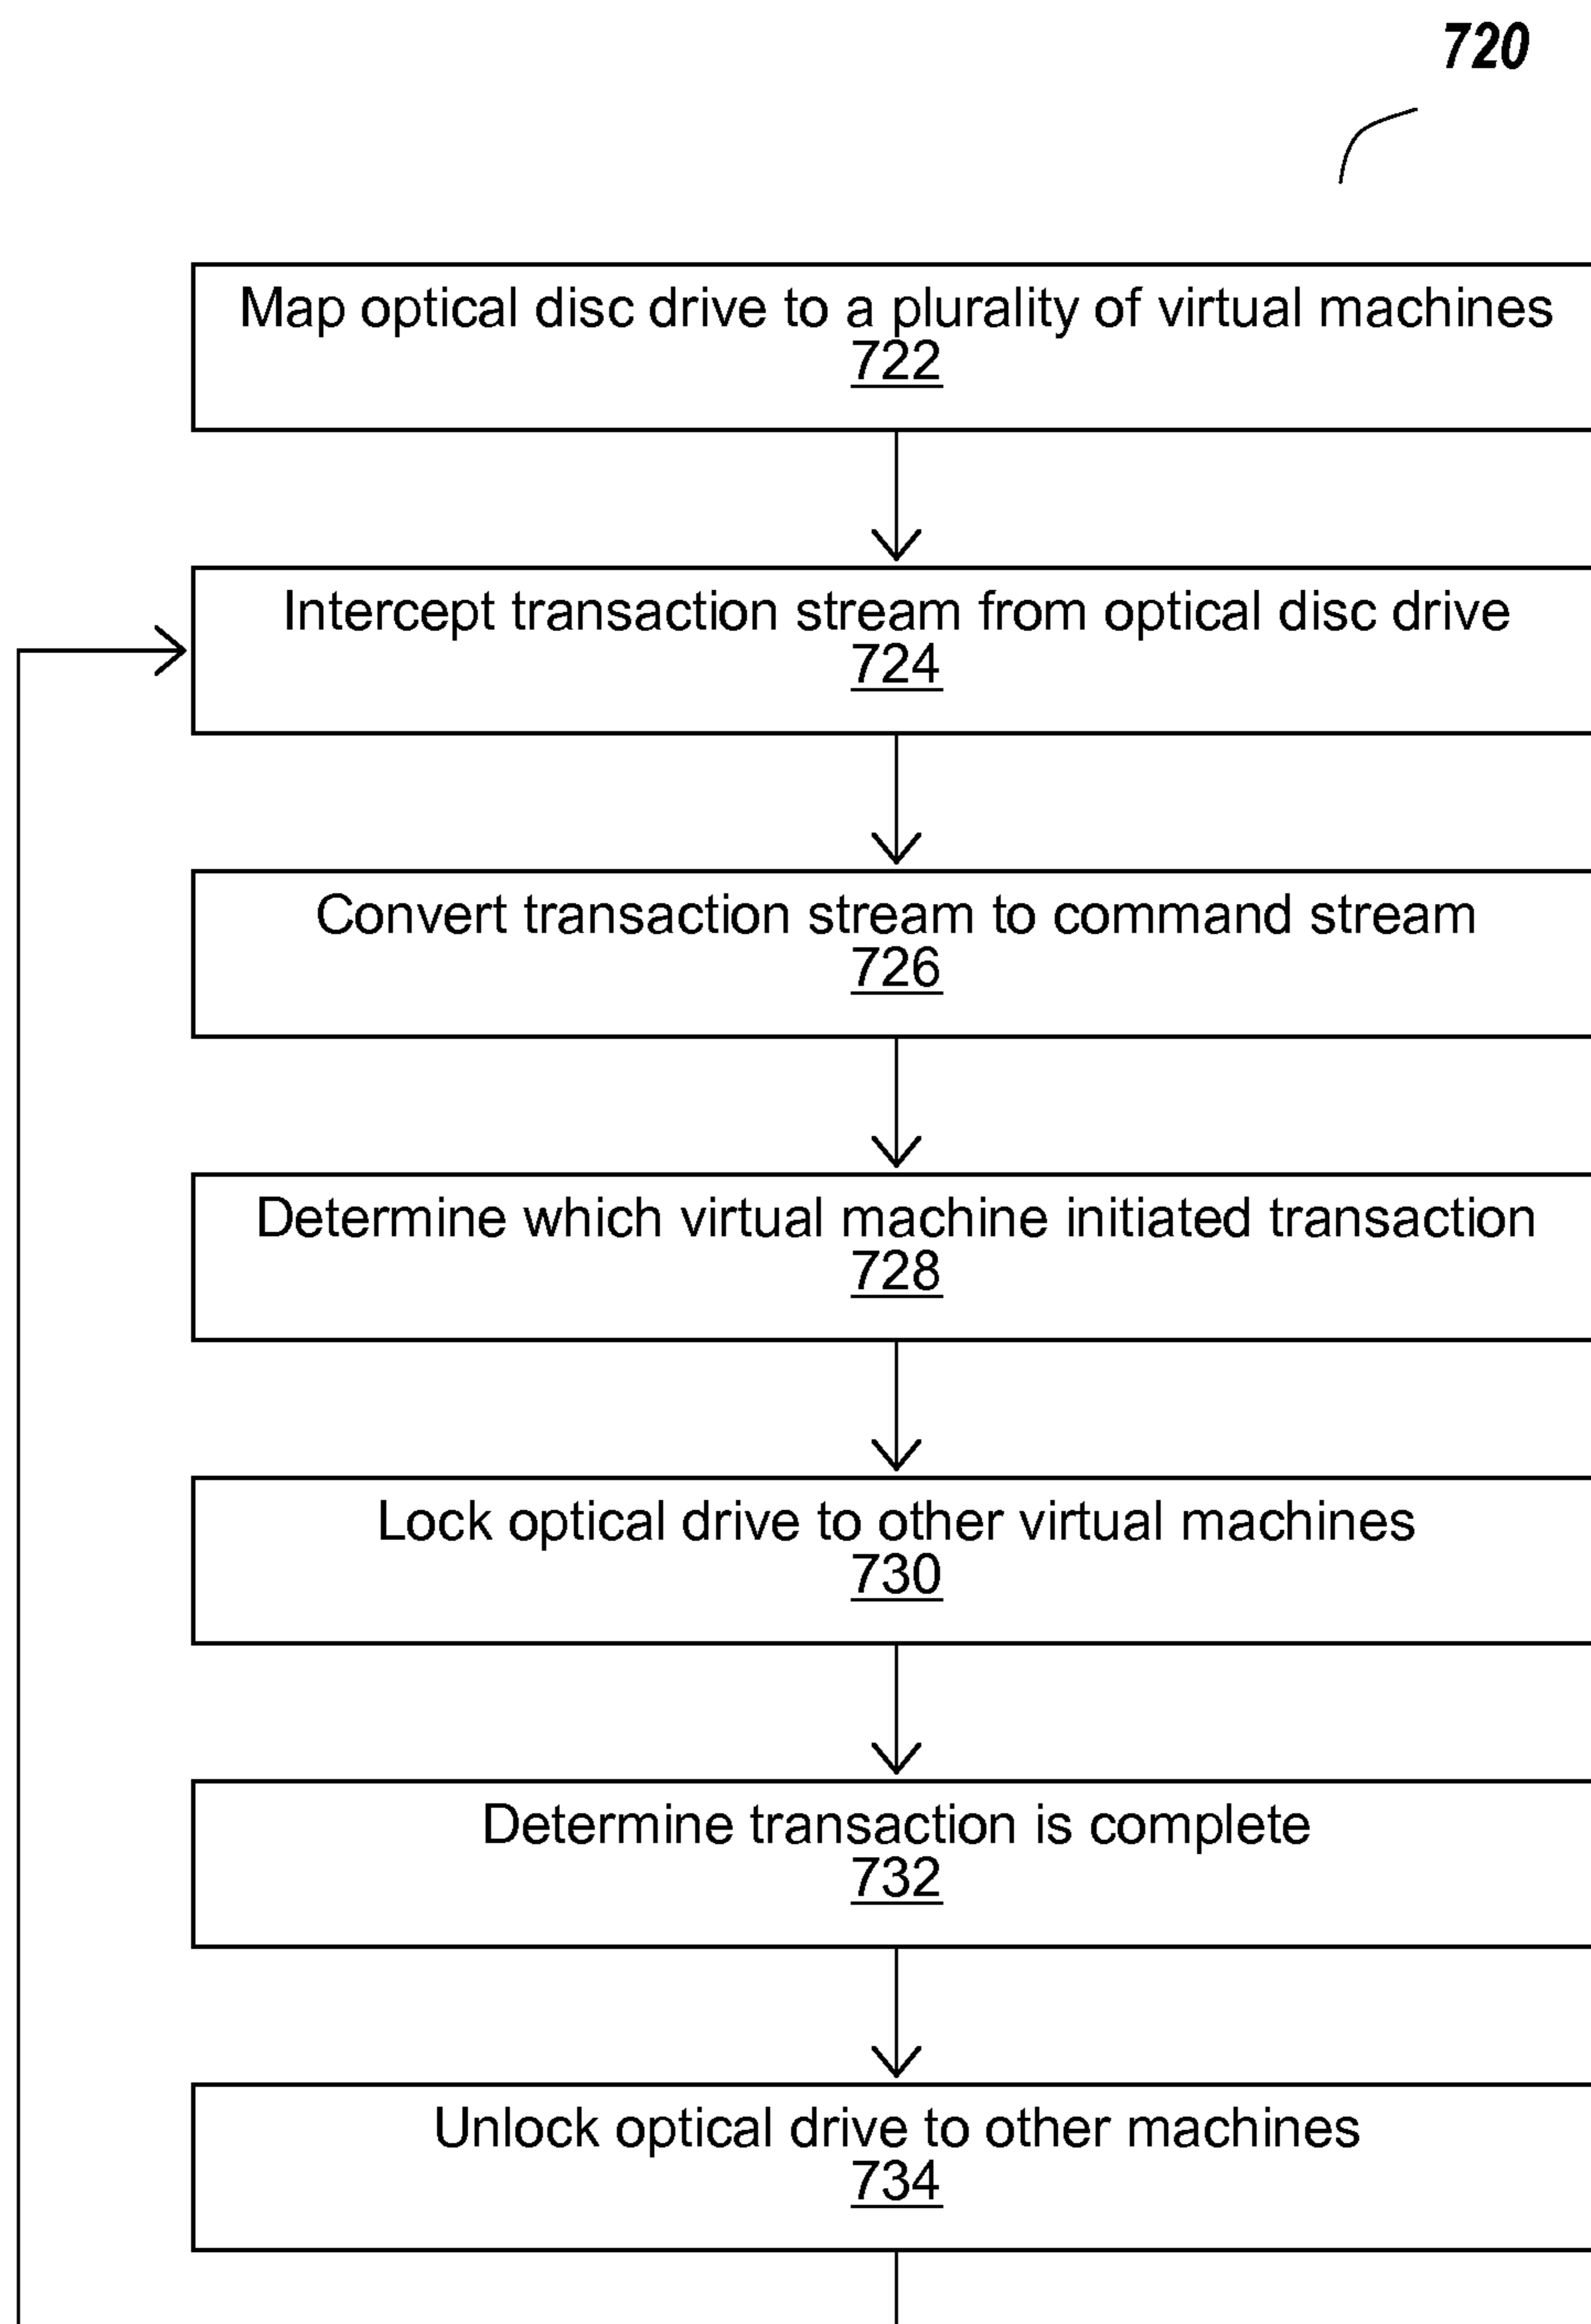 720
Map optical disc drive to a plurality of virtual machines
722
Intercept transaction stream from optical disc drive
724
Convert transaction stream to command stream
726
Determine which virtual machine initiated transaction
728
Lock optical drive to other virtual machines
730
Determine transaction is complete
732
Unlock optical drive to other machines
734